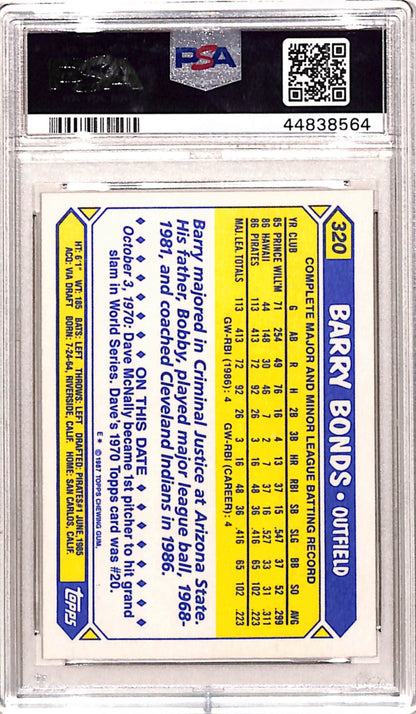 PSA
PSA
44838564
320
BARRY BONDS • OUTFIELD
COMPLETE MAJOR AND MINOR LEAGUE BATTING RECORD
YR CLUB G AB R H 2B 3B HR RBI SB SLG BB SO AVG
85 PRINCE WILL'M 71 254 49 76 16 4 13 37 15 .547 37 52 .299
86 HAWAII 44 148 30 46 7 2 7 37 16 .527 33 31 .311
86 PIRATES 113 413 72 92 26 3 16 48 36 .416 65 102 .223
MAJ LEA TOTALS 113 413 72 92 26 3 16 48 36 .416 65 102 .223
GW-RBI (1986): 4 GW-RBI (CAREER): 4
Barry majored in Criminal Justice at Arizona State.
His father, Bobby, played major league ball, 1968-
1981, and coached Cleveland Indians in 1986.
◆ ◆ ◆ ◆ ◆ ON THIS DATE ◆ ◆ ◆ ◆ ◆
October 3, 1970: Dave McNally became 1st pitcher to hit grand
slam in World Series. Dave's 1970 Topps card was #20.
E* © 1987 TOPPS CHEWING GUM,
HT: 6'1" WT: 185 BATS: LEFT THROWS: LEFT DRAFTED: PIRATES#1 JUNE, 1985
ACQ: VIA DRAFT BORN: 7-24-64, RIVERSIDE, CALIF. HOME: SAN CARLOS, CALIF.
TOPPS